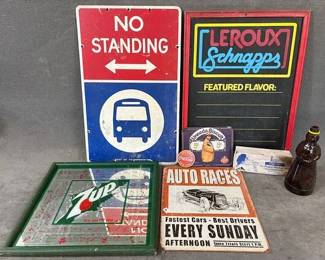 NO
STANDING
LEROUX
Schnapps
FEATURED FLAVOR:
7up
AUTO RACES
Fastest Cars - Best Drivers
EVERY SUNDAY
AFTERNOON